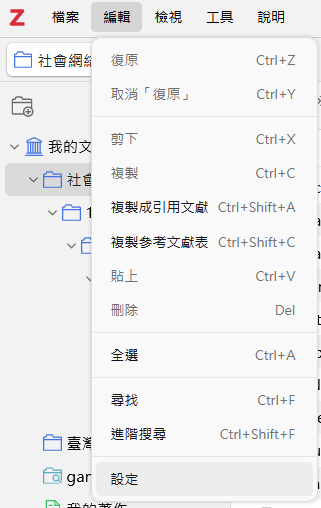 檔案 編輯 檢視 工具 說明
社會網絡
復原 Ctrl+Z
取消「復原」 Ctrl+Y
我的文
剪下 Ctrl+X
社會
複製 Ctrl+C
複製成引用文獻 Ctrl+Shift+A
1
複製參考文獻表 Ctrl+Shift+C
貼上 Ctrl+V
刪除 Del
全選 Ctrl+A
尋找 Ctrl+F
進階搜尋 Ctrl+Shift+F
臺灣
gan
設定
我的著作